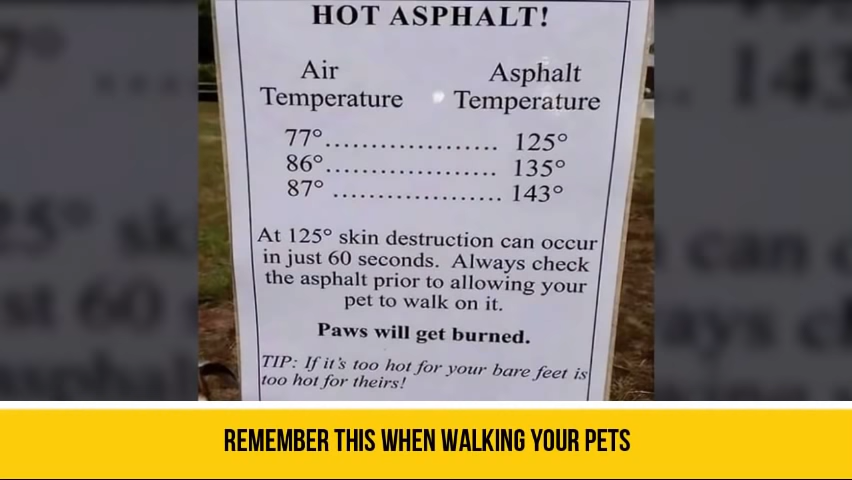 HOT ASPHALT!
Air Asphalt
Temperature Temperature
77°.................... 125°
86°.................... 135°
87° .................... 143°
At 125° skin destruction can occur
in just 60 seconds. Always check
the asphalt prior to allowing your
pet to walk on it.
Paws will get burned.
TIP: If it's too hot for your bare feet is
too hot for theirs!
REMEMBER THIS WHEN WALKING YOUR PETS